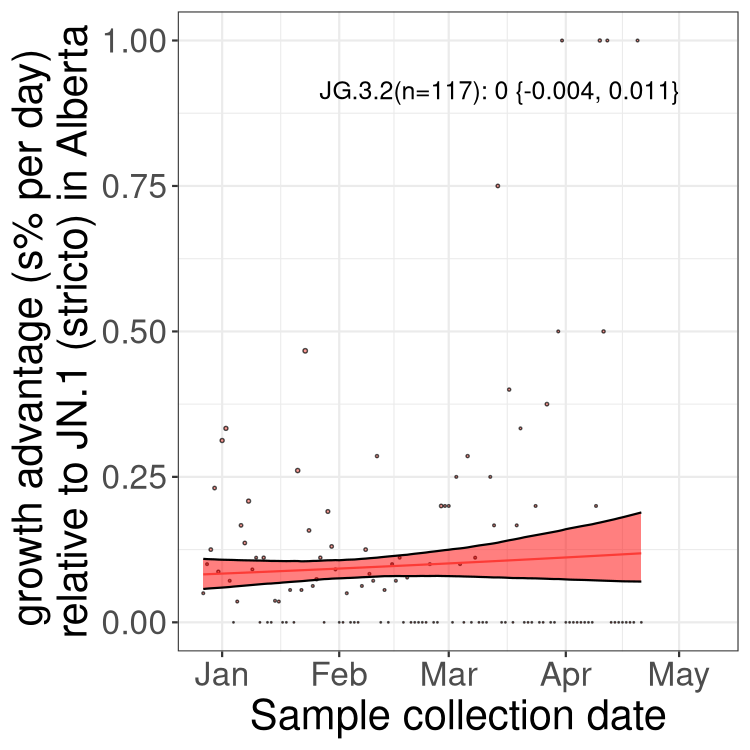 growth advantage (s% per day)
relative to JN.1 (stricto) in Alberta
1.00
0.75
0.50
0.25
0.00
JG.3.2(n=117): 0 {-0.004, 0.011}
Jan Feb Mar Apr May
Sample collection date